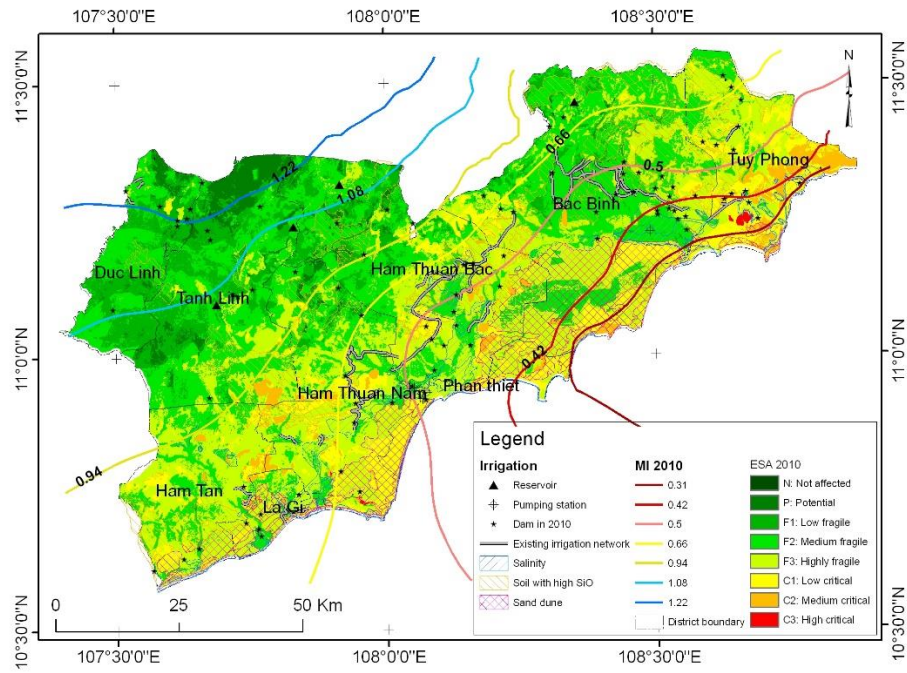 107°30'0"E 108°0'0"E 108°30'0"E
N
11°30'0"N
11°30'0"N
0.66
Tuy Phong
0.5
1.22
1.08
Bac Binh
Duc Linh
Ham Thuan Bac
Tanh Linh
11°0'0"N
11°0'0"N
0.42
Ham Thuan Nam
Phan thiet
0.94
Ham Tan
La Gi
Legend
Irrigation
Reservoir
Pumping station
Dam in 2010
Existing irrigation network
Salinity
Soil with high SiO
Sand dune
MI 2010
0.31
0.42
0.5
0.66
0.94
1.08
1.22
District boundary
ESA 2010
N: Not affected
P: Potential
F1: Low fragile
F2: Medium fragile
F3: Highly fragile
C1: Low critical
C2: Medium critical
C3: High critical
0 25 50 Km
10°30'0"N
10°30'0"N
107°30'0"E 108°0'0"E 108°30'0"E